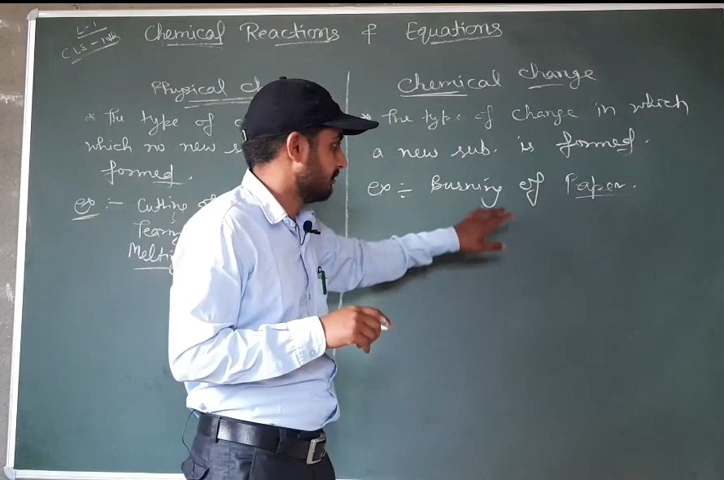 L-1
CLS - 10th
Chemical Reactions & Equations
Physical ch
* The type of c
which no new s
formed.
ex :- Cutting of
Tearing
Melting
Chemical change
* The type of change in which
a new sub. is formed.
ex :- Burning of Paper.